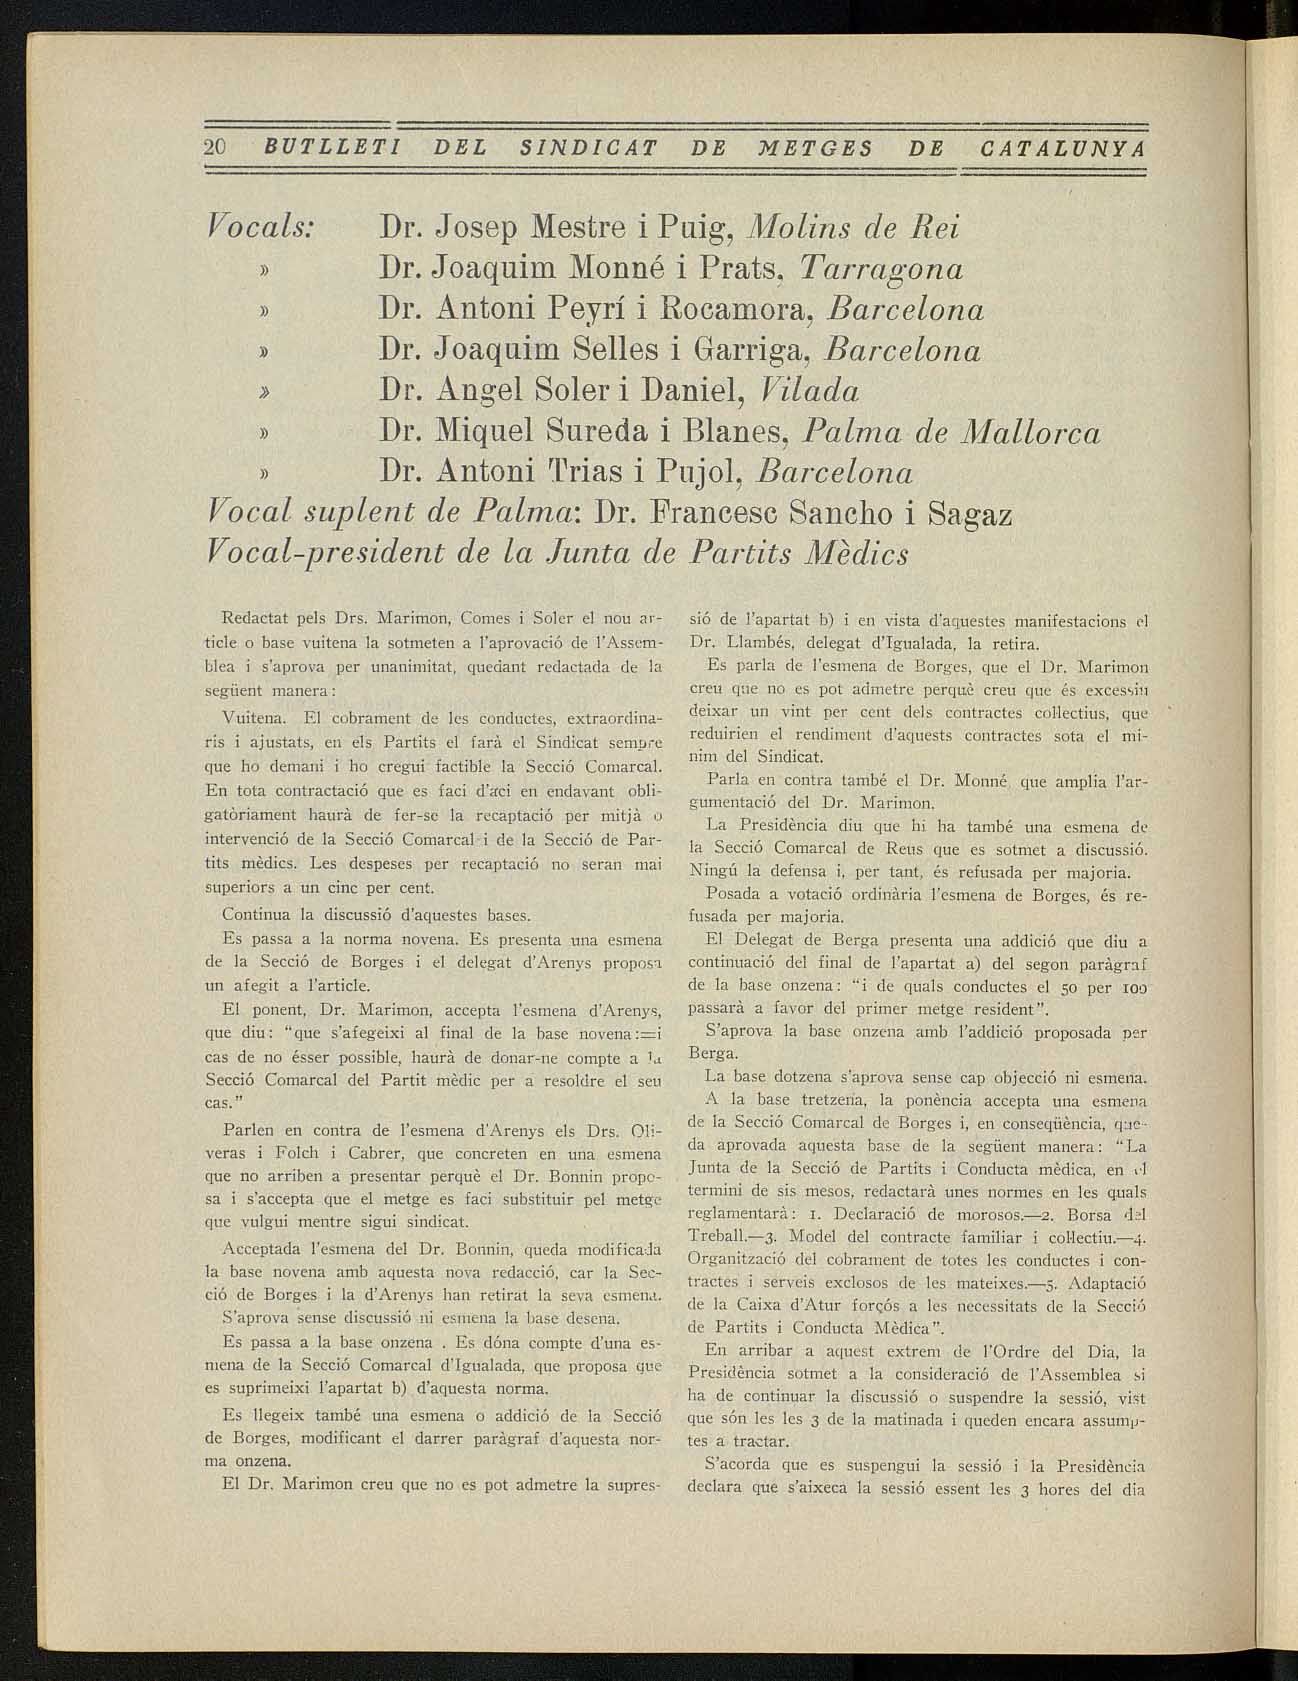 20 BUTLLETI DEL SINDICAT DE METGES DE CATALUNYA
Vocals: Dr. Josep Mestre i Puig, Molins de Rei
» Dr. Joaquim Monné i Prats, Tarragona
» Dr. Antoni Peyrí i Rocamora, Barcelona
» Dr. Joaquim Selles i Garriga, Barcelona
» Dr. Angel Soler i Daniel, Vilada
» Dr. Miquel Sureda i Blanes, Palma de Mallorca
» Dr. Antoni Trias i Pujol, Barcelona
Vocal suplent de Palma: Dr. Francesc Sancho i Sagaz
Vocal-president de la Junta de Partits Mèdics
Redactat pels Drs. Marimon, Comes i Soler el nou ar-
ticle o base vuitena la sotmeten a l'aprovació de l'Assem-
blea i s'aprova per unanimitat, quedant redactada de la
següent manera:
Vuitena. El cobrament de les conductes, extraordina-
ris i ajustats, en els Partits el farà el Sindicat sempre
que ho demani i ho cregui factible la Secció Comarcal.
En tota contractació que es faci d'aci en endavant obli-
gatòriament haurà de fer-se la recaptació per mitjà o
intervenció de la Secció Comarcal i de la Secció de Par-
tits mèdics. Les despeses per recaptació no seran mai
superiors a un cinc per cent.
Continua la discussió d'aquestes bases.
Es passa a la norma novena. Es presenta una esmena
de la Secció de Borges i el delegat d'Arenys proposa
un afegit a l'article.
El ponent, Dr. Marimon, accepta l'esmena d'Arenys,
que diu: "que s'afegeixi al final de la base novena:=i
cas de no ésser possible, haurà de donar-ne compte a la
Secció Comarcal del Partit mèdic per a resoldre el seu
cas."
Parlen en contra de l'esmena d'Arenys els Drs. Oli-
veras i Folch i Cabrer, que concreten en una esmena
que no arriben a presentar perquè el Dr. Bonnin propo-
sa i s'accepta que el metge es faci substituir pel metge
que vulgui mentre sigui sindicat.
Acceptada l'esmena del Dr. Bonnin, queda modificada
la base novena amb aquesta nova redacció, car la Sec-
ció de Borges i la d'Arenys han retirat la seva esmena.
S'aprova sense discussió ni esmena la base desena.
Es passa a la base onzena . Es dóna compte d'una es-
mena de la Secció Comarcal d'Igualada, que proposa que
es suprimeixi l'apartat b) d'aquesta norma.
Es llegeix també una esmena o addició de la Secció
de Borges, modificant el darrer paràgraf d'aquesta nor-
ma onzena.
El Dr. Marimon creu que no es pot admetre la supres-
sió de l'apartat b) i en vista d'aquestes manifestacions el
Dr. Llambés, delegat d'Igualada, la retira.
Es parla de l'esmena de Borges, que el Dr. Marimon
creu que no es pot admetre perquè creu que és excessiu
deixar un vint per cent dels contractes coŀlectius, que
reduirien el rendiment d'aquests contractes sota el mí-
nim del Sindicat.
Parla en contra també el Dr. Monné, que amplia l'ar-
gumentació del Dr. Marimon.
La Presidència diu que hi ha també una esmena de
la Secció Comarcal de Reus que es sotmet a discussió.
Ningú la defensa i, per tant, és refusada per majoria.
Posada a votació ordinària l'esmena de Borges, és re-
fusada per majoria.
El Delegat de Berga presenta una addició que diu a
continuació del final de l'apartat a) del segon paràgraf
de la base onzena: "i de quals conductes el 50 per 100
passarà a favor del primer metge resident".
S'aprova la base onzena amb l'addició proposada per
Berga.
La base dotzena s'aprova sense cap objecció ni esmena.
A la base tretzena, la ponència accepta una esmena
de la Secció Comarcal de Borges i, en conseqüència, que-
da aprovada aquesta base de la següent manera: "La
Junta de la Secció de Partits i Conducta mèdica, en el
termini de sis mesos, redactarà unes normes en les quals
reglamentarà: 1. Declaració de morosos.—2. Borsa del
Treball.—3. Model del contracte familiar i coŀlectiu.—4.
Organització del cobrament de totes les conductes i con-
tractes i serveis exclosos de les mateixes.—5. Adaptació
de la Caixa d'Atur forçós a les necessitats de la Secció
de Partits i Conducta Mèdica".
En arribar a aquest extrem de l'Ordre del Dia, la
Presidència sotmet a la consideració de l'Assemblea si
ha de continuar la discussió o suspendre la sessió, vist
que són les les 3 de la matinada i queden encara assump-
tes a tractar.
S'acorda que es suspengui la sessió i la Presidència
declara que s'aixeca la sessió essent les 3 hores del dia